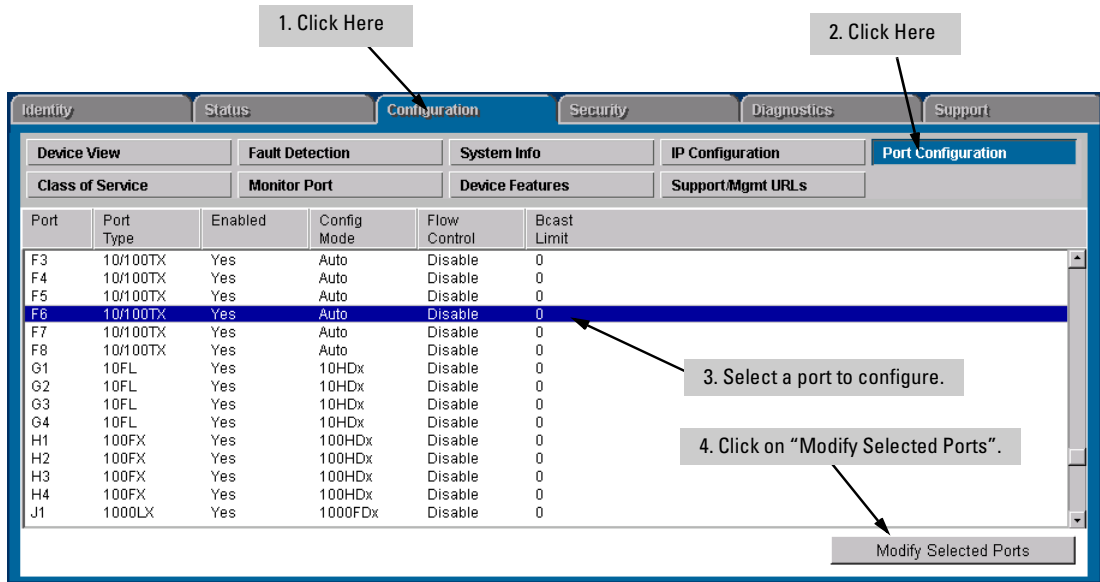 1. Click Here
2. Click Here
Identity Status Configuration Security Diagnostics Support
Device View Fault Detection System Info IP Configuration Port Configuration
Class of Service Monitor Port Device Features Support/Mgmt URLs
Port Port Type Enabled Config Mode Flow Control Bcast Limit
F3 10/100TX Yes Auto Disable 0
F4 10/100TX Yes Auto Disable 0
F5 10/100TX Yes Auto Disable 0
F6 10/100TX Yes Auto Disable 0
F7 10/100TX Yes Auto Disable 0
F8 10/100TX Yes Auto Disable 0
G1 10FL Yes 10HDx Disable 0
G2 10FL Yes 10HDx Disable 0
G3 10FL Yes 10HDx Disable 0
G4 10FL Yes 10HDx Disable 0
H1 100FX Yes 100HDx Disable 0
H2 100FX Yes 100HDx Disable 0
H3 100FX Yes 100HDx Disable 0
H4 100FX Yes 100HDx Disable 0
J1 1000LX Yes 1000FDx Disable 0
3. Select a port to configure.
4. Click on “Modify Selected Ports”.
Modify Selected Ports